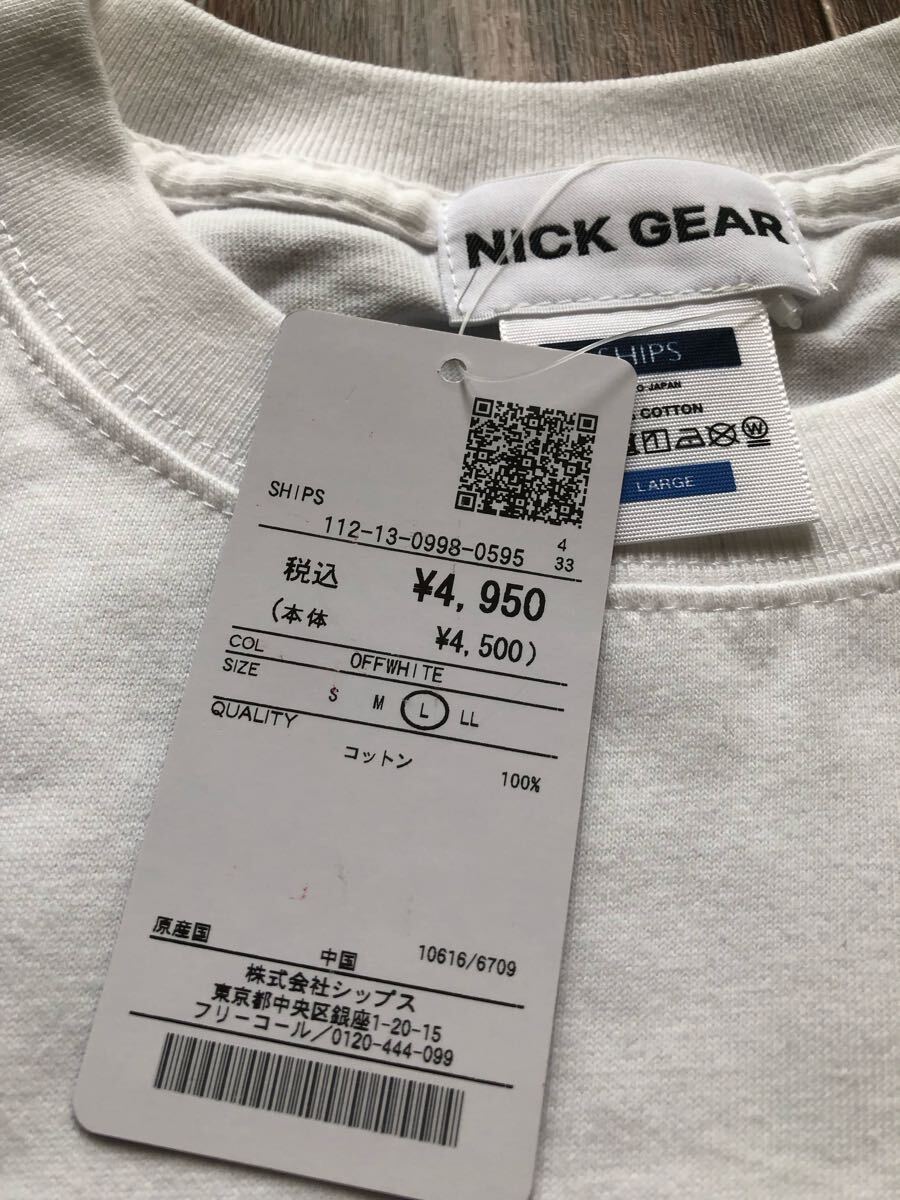 NICK GEAR
SHIPS
JAPAN
COTTON
LARGE
SHIPS
112-13-0998-0595 4
33
税込 ¥4,950
(本体 ¥4,500)
COL OFFWHITE
SIZE S M L LL
QUALITY
コットン 100%
原産国 中国 10616/6709
株式会社シップス
東京都中央区銀座1-20-15
フリーコール/0120-444-099